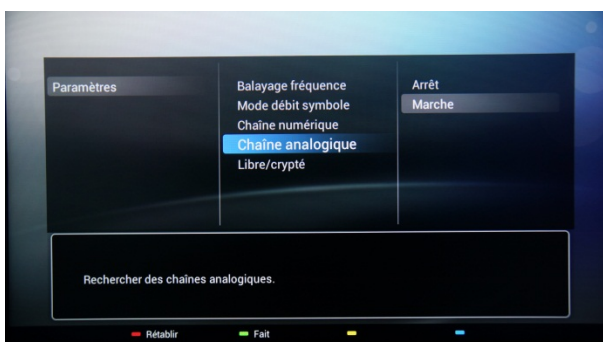 Paramètres
Balayage fréquence
Mode débit symbole
Chaîne numérique
Chaîne analogique
Libre/crypté
Arrêt
Marche
Rechercher des chaînes analogiques.
Rétablir
Fait